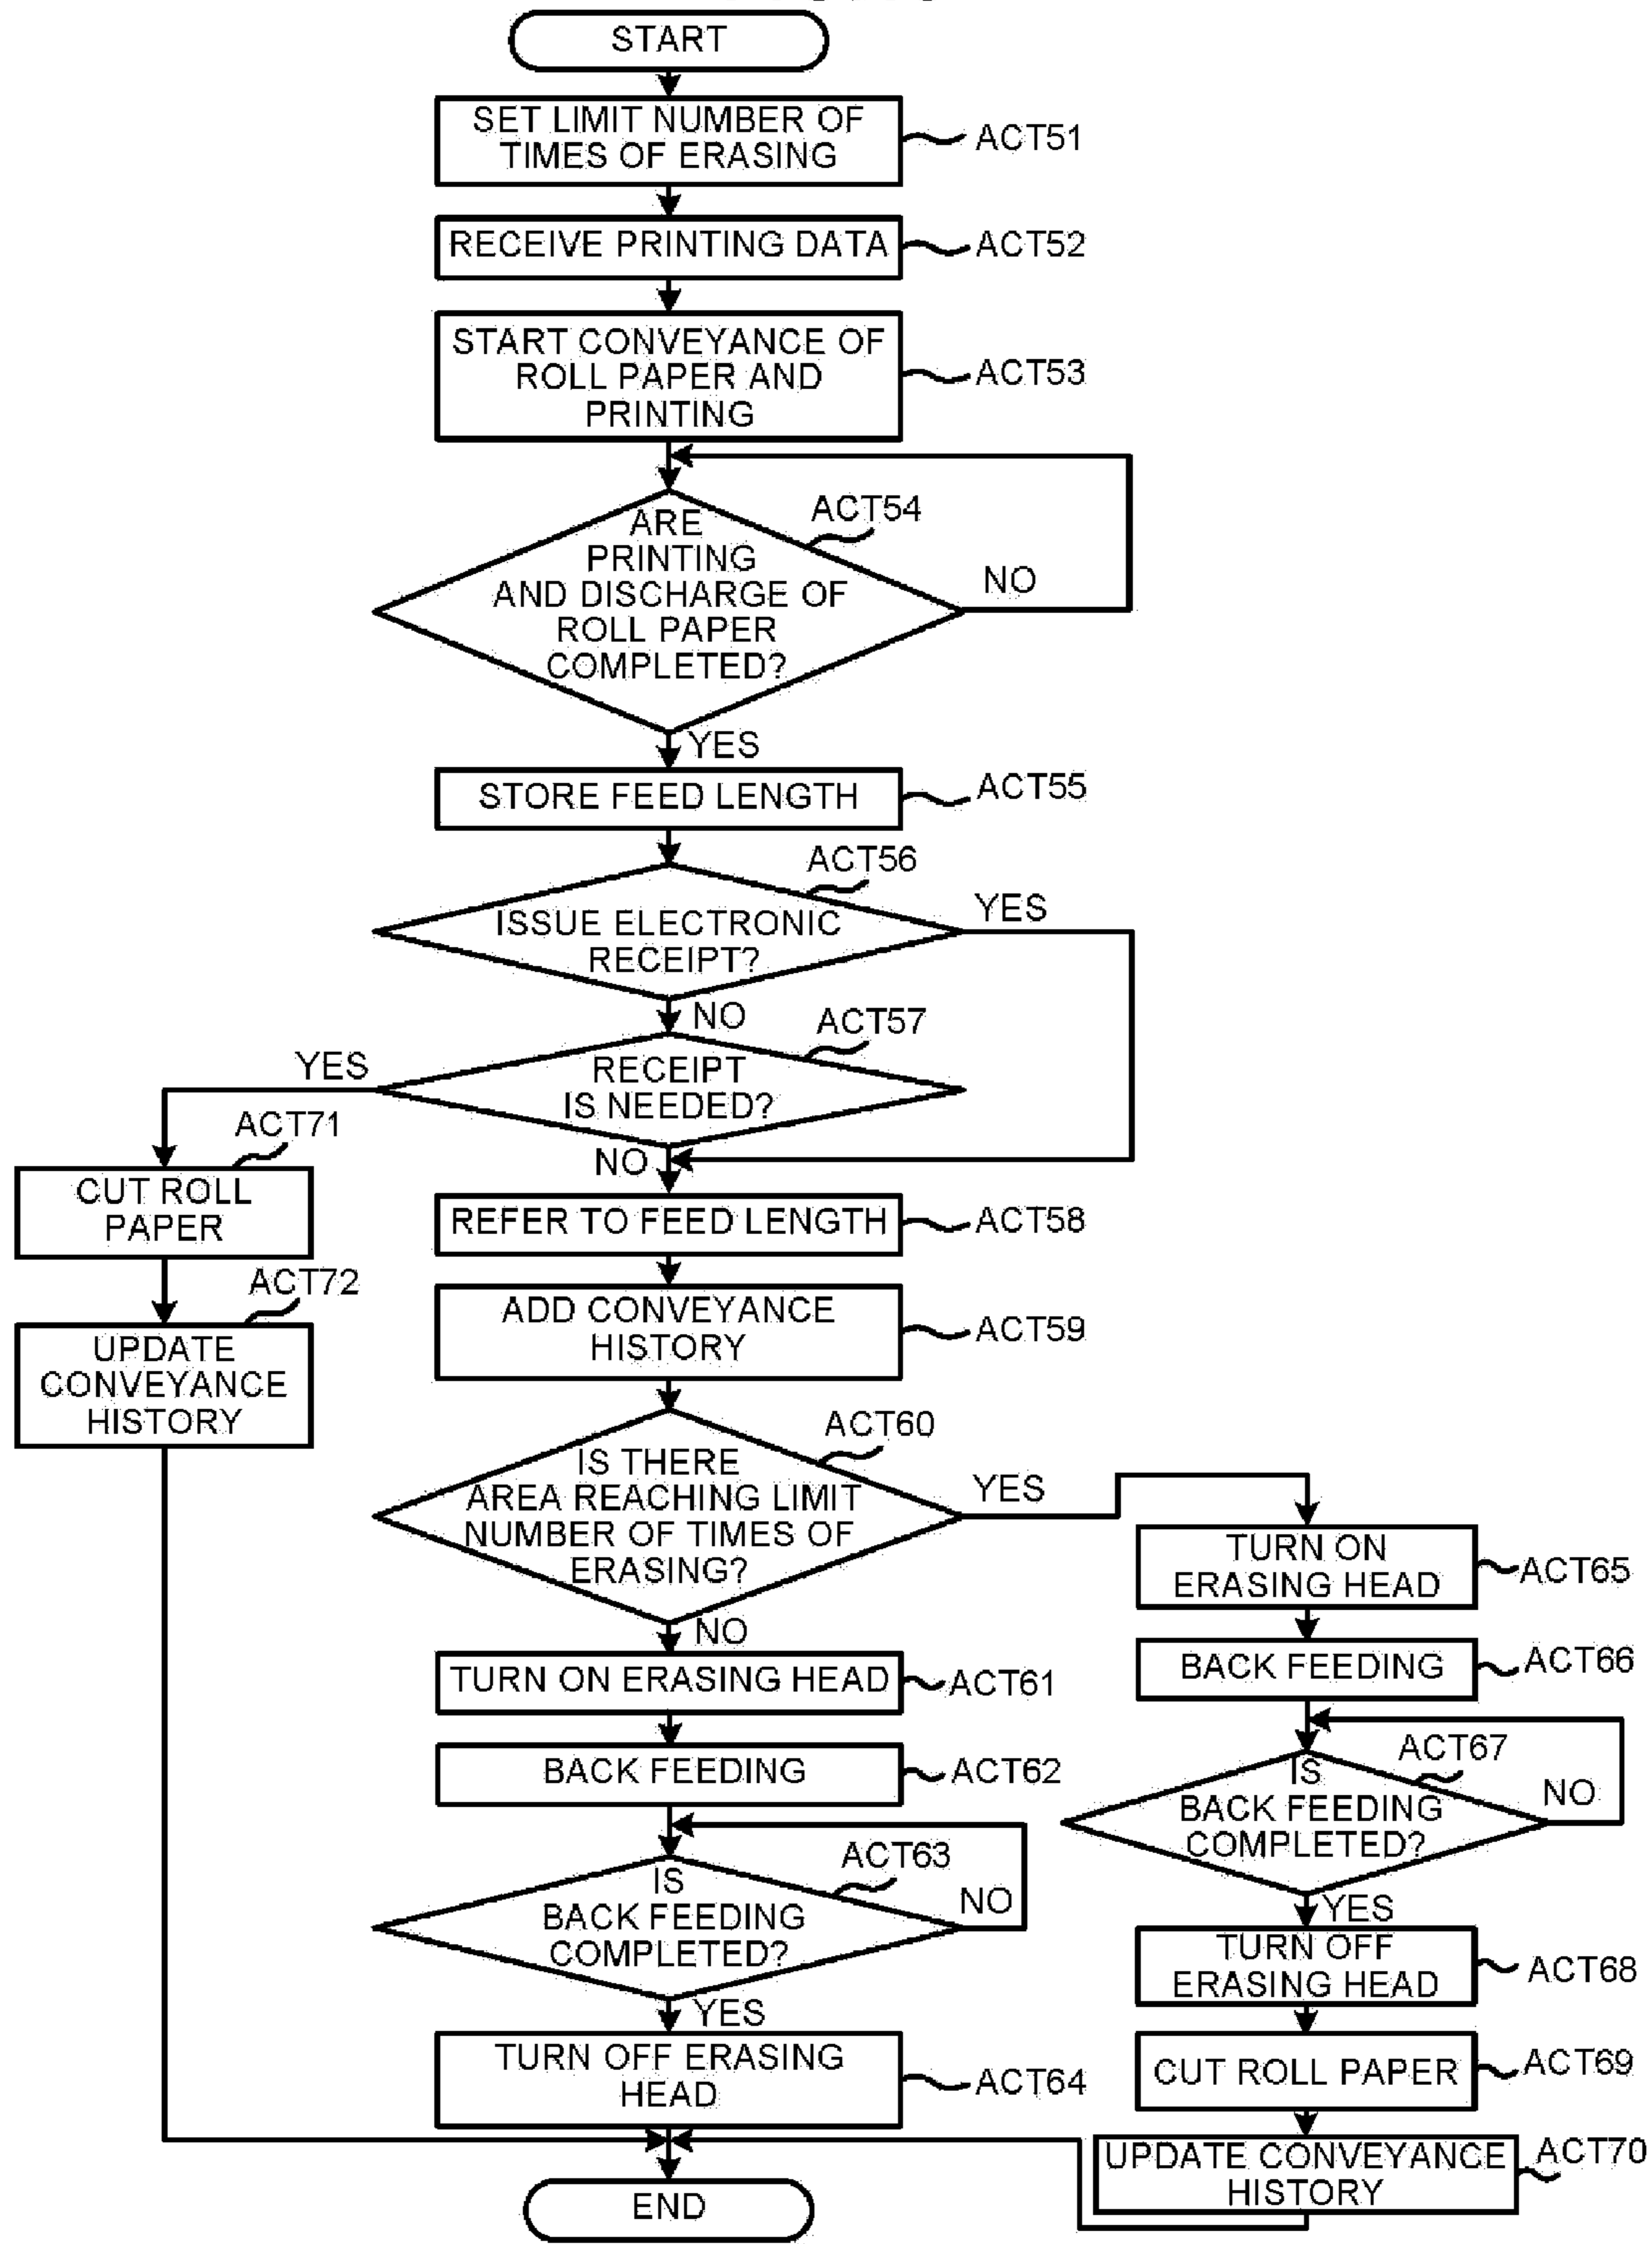 START
SET LIMIT NUMBER OF
TIMES OF ERASING
ACT51
RECEIVE PRINTING DATA
ACT52
START CONVEYANCE OF
ROLL PAPER AND
PRINTING
ACT53
ARE
PRINTING
AND DISCHARGE OF
ROLL PAPER
COMPLETED?
ACT54
NO
YES
STORE FEED LENGTH
ACT55
ISSUE ELECTRONIC
RECEIPT?
ACT56
YES
NO
RECEIPT
IS NEEDED?
ACT57
YES
NO
ACT71
CUT ROLL
PAPER
ACT72
UPDATE
CONVEYANCE
HISTORY
REFER TO FEED LENGTH
ACT58
ADD CONVEYANCE
HISTORY
ACT59
IS THERE
AREA REACHING LIMIT
NUMBER OF TIMES OF
ERASING?
ACT60
YES
NO
TURN ON ERASING HEAD
ACT61
BACK FEEDING
ACT62
IS
BACK FEEDING
COMPLETED?
ACT63
NO
YES
TURN OFF ERASING
HEAD
ACT64
TURN ON
ERASING HEAD
ACT65
BACK FEEDING
ACT66
IS
BACK FEEDING
COMPLETED?
ACT67
NO
YES
TURN OFF
ERASING HEAD
ACT68
CUT ROLL PAPER
ACT69
UPDATE CONVEYANCE
HISTORY
ACT70
END